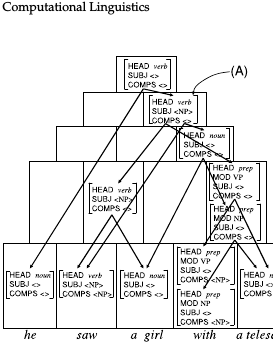 Computational Linguistics
HEAD verb
SUBJ <>
COMPS <>
(A)
HEAD verb
SUBJ <NP>
COMPS <>
HEAD noun
SUBJ <>
COMPS <>
HEAD prep
MOD VP
SUBJ <>
COMPS <>
HEAD prep
MOD NP
SUBJ <>
COMPS <>
HEAD verb
SUBJ <NP>
COMPS <>
HEAD noun
SUBJ <>
COMPS <>
HEAD verb
SUBJ <NP>
COMPS <NP>
HEAD noun
SUBJ <>
COMPS <>
HEAD prep
MOD VP
SUBJ <>
COMPS <NP>
HEAD prep
MOD NP
SUBJ <>
COMPS <NP>
HEAD n
SUBJ <>
COMPS <
he saw a girl with a teles